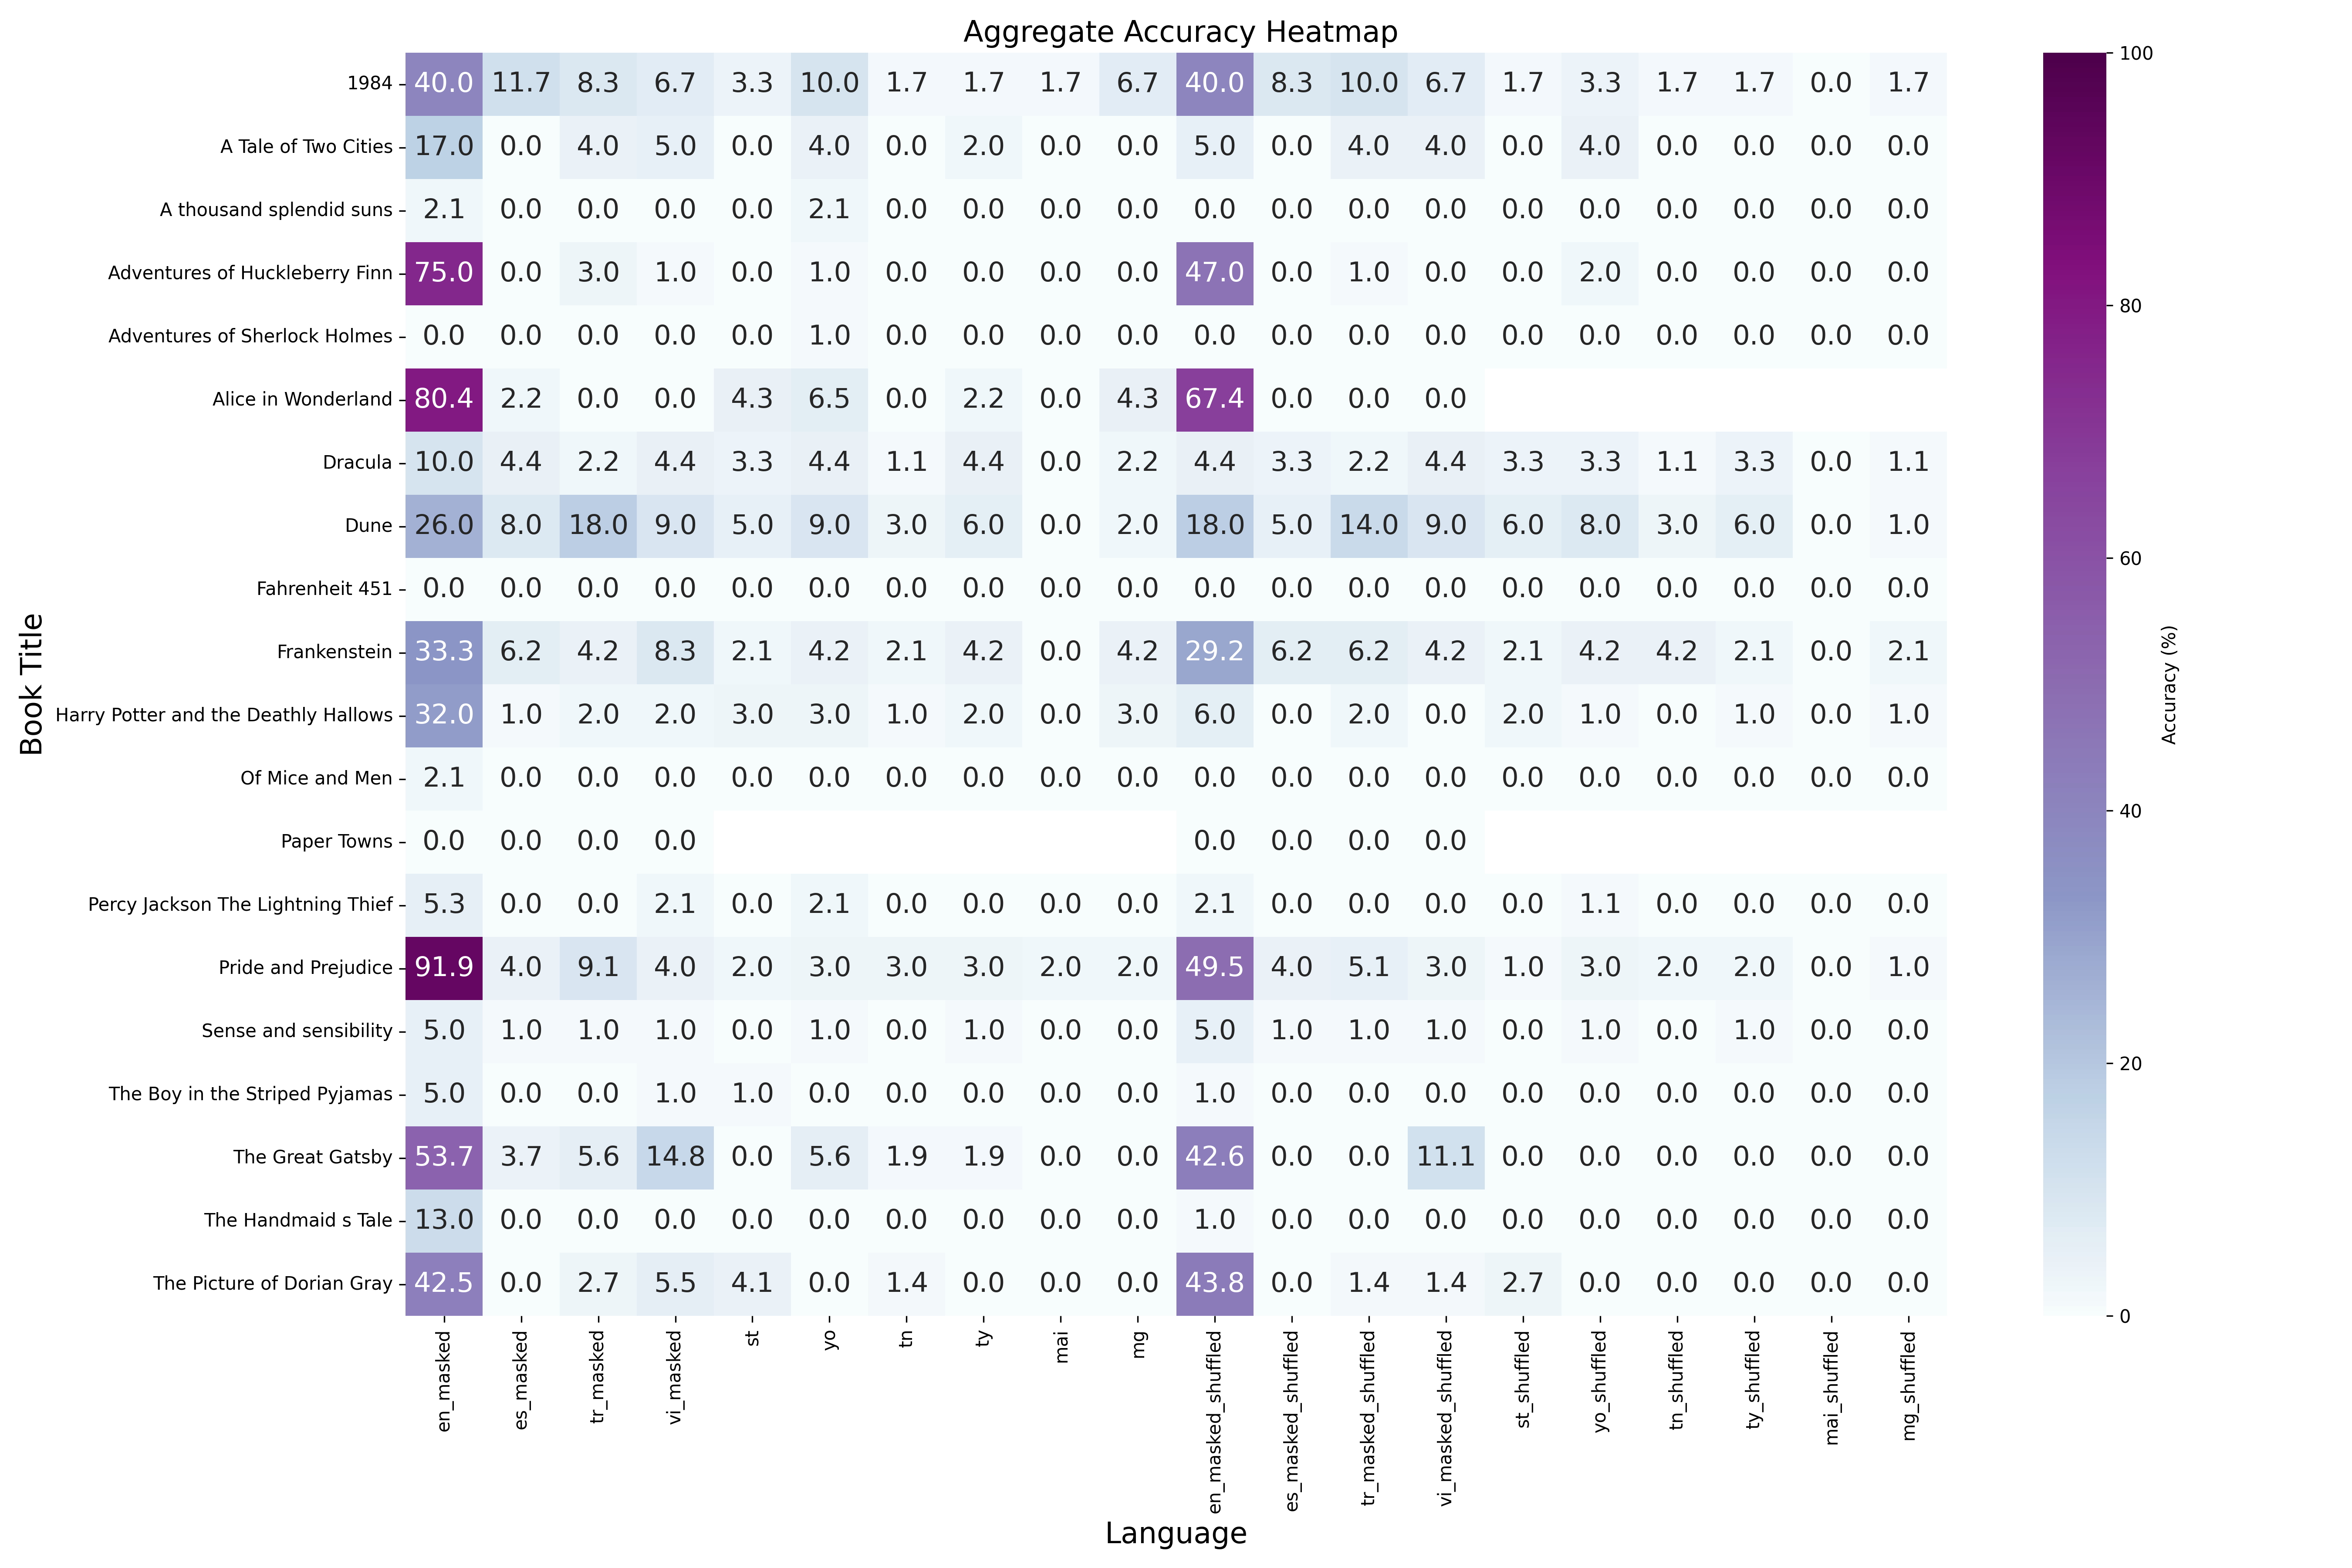 Aggregate Accuracy Heatmap
1984 40.0 11.7 8.3 6.7 3.3 10.0 1.7 1.7 1.7 6.7 40.0 8.3 10.0 6.7 1.7 3.3 1.7 1.7 0.0 1.7
A Tale of Two Cities 17.0 0.0 4.0 5.0 0.0 4.0 0.0 2.0 0.0 0.0 5.0 0.0 4.0 4.0 0.0 4.0 0.0 0.0 0.0 0.0
A thousand splendid suns 2.1 0.0 0.0 0.0 0.0 2.1 0.0 0.0 0.0 0.0 0.0 0.0 0.0 0.0 0.0 0.0 0.0 0.0 0.0 0.0
Adventures of Huckleberry Finn 75.0 0.0 3.0 1.0 0.0 1.0 0.0 0.0 0.0 0.0 47.0 0.0 1.0 0.0 0.0 2.0 0.0 0.0 0.0 0.0
Adventures of Sherlock Holmes 0.0 0.0 0.0 0.0 0.0 1.0 0.0 0.0 0.0 0.0 0.0 0.0 0.0 0.0 0.0 0.0 0.0 0.0 0.0 0.0
Alice in Wonderland 80.4 2.2 0.0 0.0 4.3 6.5 0.0 2.2 0.0 4.3 67.4 0.0 0.0 0.0
Dracula 10.0 4.4 2.2 4.4 3.3 4.4 1.1 4.4 0.0 2.2 4.4 3.3 2.2 4.4 3.3 3.3 1.1 3.3 0.0 1.1
Dune 26.0 8.0 18.0 9.0 5.0 9.0 3.0 6.0 0.0 2.0 18.0 5.0 14.0 9.0 6.0 8.0 3.0 6.0 0.0 1.0
Fahrenheit 451 0.0 0.0 0.0 0.0 0.0 0.0 0.0 0.0 0.0 0.0 0.0 0.0 0.0 0.0 0.0 0.0 0.0 0.0 0.0 0.0
Frankenstein 33.3 6.2 4.2 8.3 2.1 4.2 2.1 4.2 0.0 4.2 29.2 6.2 6.2 4.2 2.1 4.2 4.2 2.1 0.0 2.1
Harry Potter and the Deathly Hallows 32.0 1.0 2.0 2.0 3.0 3.0 1.0 2.0 0.0 3.0 6.0 0.0 2.0 0.0 2.0 1.0 0.0 1.0 0.0 1.0
Of Mice and Men 2.1 0.0 0.0 0.0 0.0 0.0 0.0 0.0 0.0 0.0 0.0 0.0 0.0 0.0 0.0 0.0 0.0 0.0 0.0 0.0
Paper Towns 0.0 0.0 0.0 0.0 0.0 0.0 0.0 0.0
Percy Jackson The Lightning Thief 5.3 0.0 0.0 2.1 0.0 2.1 0.0 0.0 0.0 0.0 2.1 0.0 0.0 0.0 0.0 1.1 0.0 0.0 0.0 0.0
Pride and Prejudice 91.9 4.0 9.1 4.0 2.0 3.0 3.0 3.0 2.0 2.0 49.5 4.0 5.1 3.0 1.0 3.0 2.0 2.0 0.0 1.0
Sense and sensibility 5.0 1.0 1.0 1.0 0.0 1.0 0.0 1.0 0.0 0.0 5.0 1.0 1.0 1.0 0.0 1.0 0.0 1.0 0.0 0.0
The Boy in the Striped Pyjamas 5.0 0.0 0.0 1.0 1.0 0.0 0.0 0.0 0.0 0.0 1.0 0.0 0.0 0.0 0.0 0.0 0.0 0.0 0.0 0.0
The Great Gatsby 53.7 3.7 5.6 14.8 0.0 5.6 1.9 1.9 0.0 0.0 42.6 0.0 0.0 11.1 0.0 0.0 0.0 0.0 0.0 0.0
The Handmaid s Tale 13.0 0.0 0.0 0.0 0.0 0.0 0.0 0.0 0.0 0.0 1.0 0.0 0.0 0.0 0.0 0.0 0.0 0.0 0.0 0.0
The Picture of Dorian Gray 42.5 0.0 2.7 5.5 4.1 0.0 1.4 0.0 0.0 0.0 43.8 0.0 1.4 1.4 2.7 0.0 0.0 0.0 0.0 0.0
en_masked es_masked tr_masked vi_masked st yo tn ty mai mg en_masked_shuffled es_masked_shuffled tr_masked_shuffled vi_masked_shuffled st_shuffled yo_shuffled tn_shuffled ty_shuffled mai_shuffled mg_shuffled
Language
Book Title
100
80
60
40
20
0
Accuracy (%)